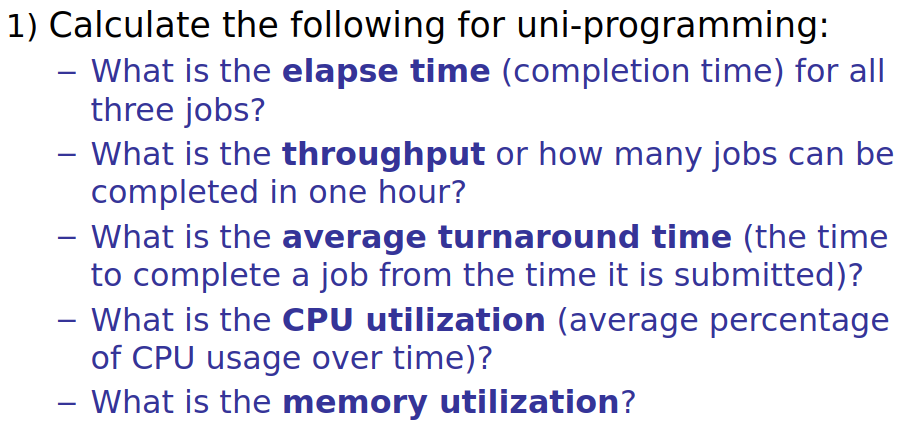 1) Calculate the following for uni-programming:
– What is the elapse time (completion time) for all
three jobs?
– What is the throughput or how many jobs can be
completed in one hour?
– What is the average turnaround time (the time
to complete a job from the time it is submitted)?
– What is the CPU utilization (average percentage
of CPU usage over time)?
– What is the memory utilization?